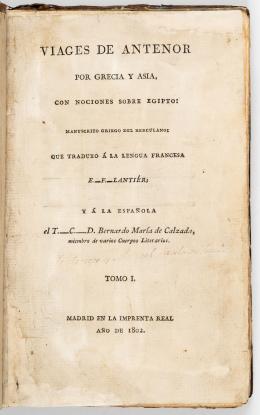 VIAGES DE ANTENOR
POR GRECIA Y ASIA,
CON NOCIONES SOBRE EGIPTO:
MANUSCRITO GRIEGO DEL HERCULANO;
QUE TRADUXO Á LA LENGUA FRANCESA
E.—F.—LANTIÉR;
Y Á LA ESPAÑOLA
el T.—C.—D. Bernardo María de Calzada,
miembro de varios Cuerpos Literarios.
TOMO I.
MADRID EN LA IMPRENTA REAL
AÑO DE 1802.